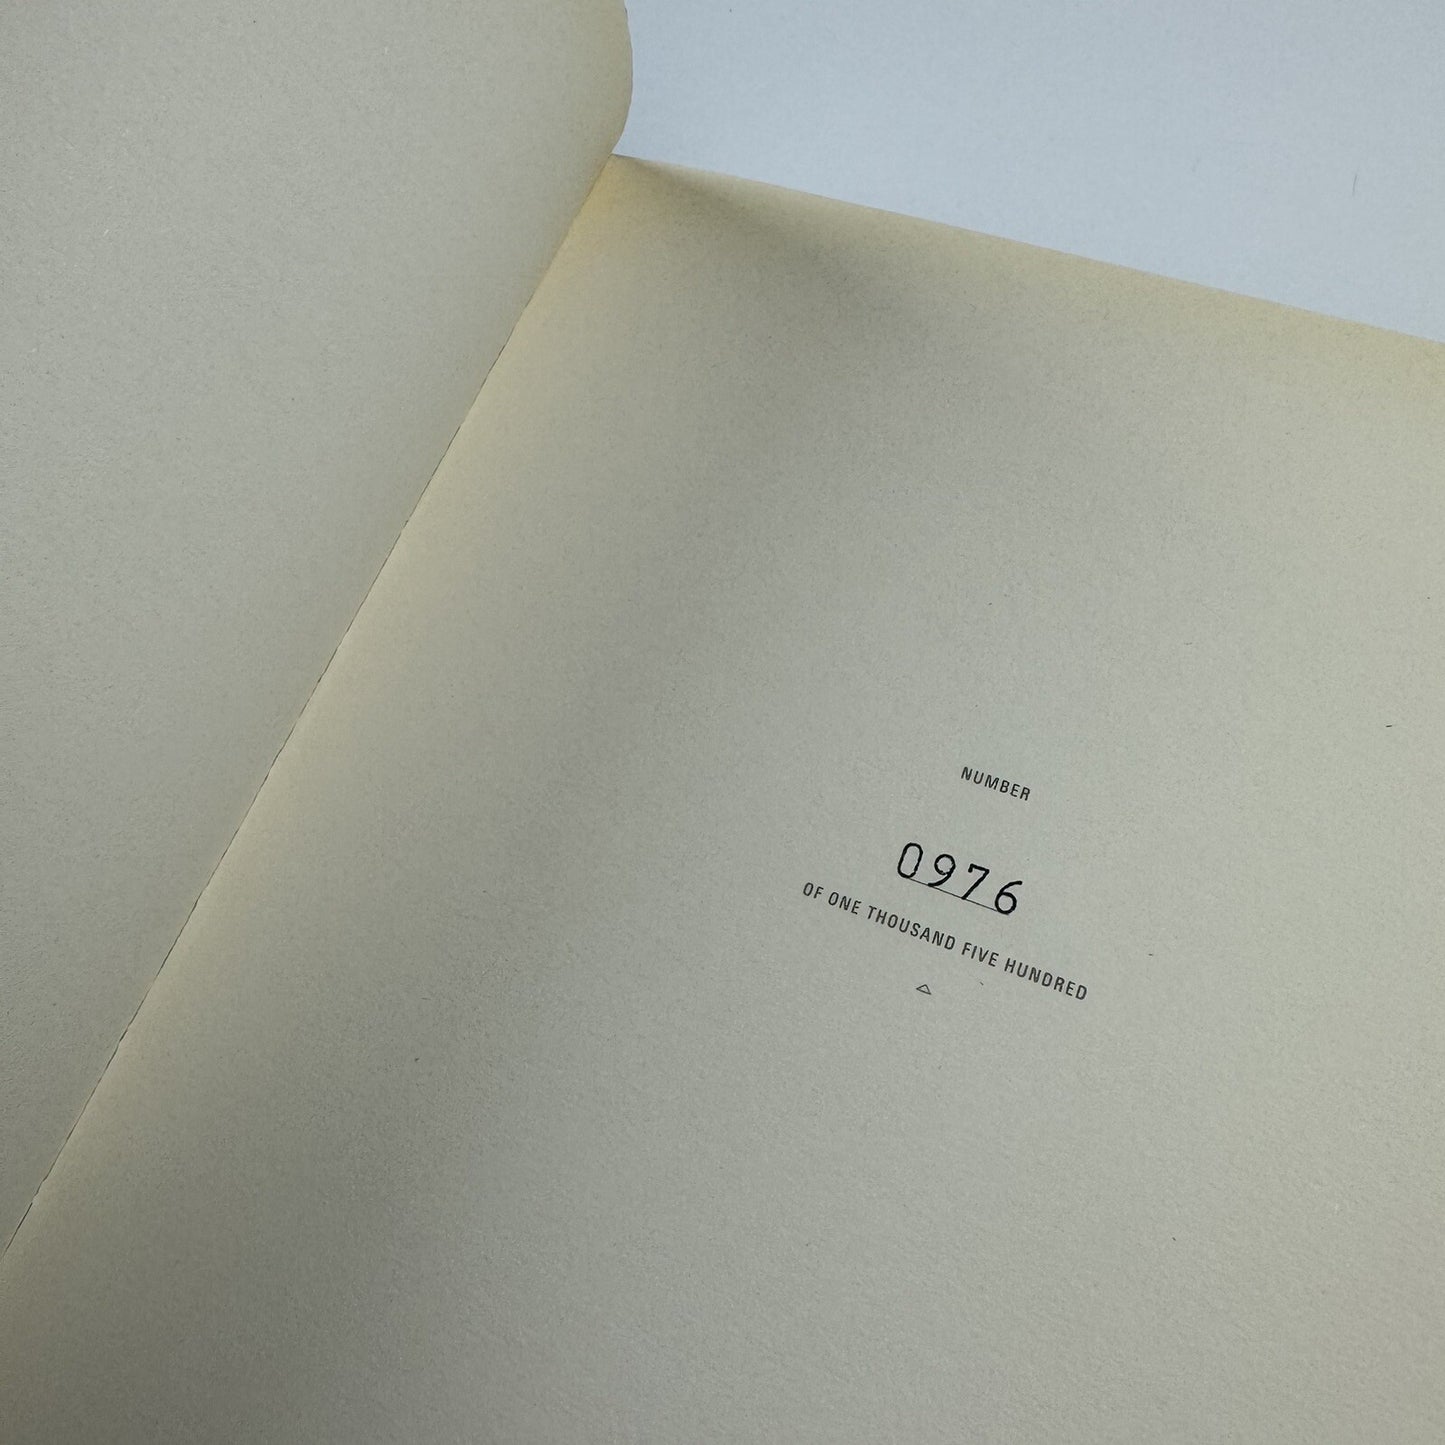 NUMBER
0976
OF ONE THOUSAND FIVE HUNDRED